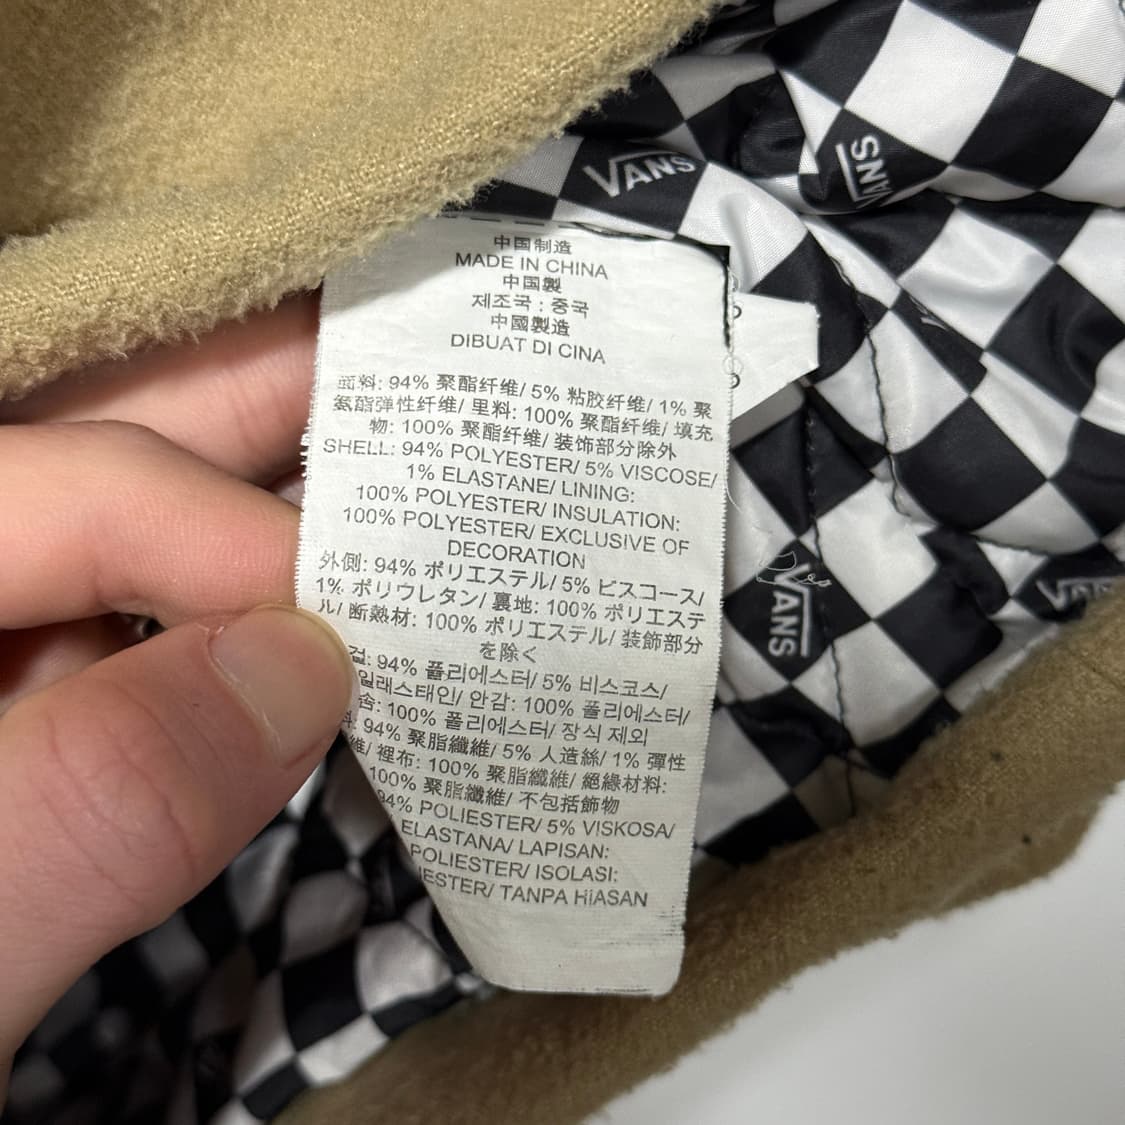 VANS
VANS
中国制造
MADE IN CHINA
中国製
제조국 : 중국
中國製造
DIBUAT DI CINA
面料: 94% 聚酯纤维/ 5% 粘胶纤维/ 1% 聚
氨酯弹性纤维/ 里料: 100% 聚酯纤维/ 填充
物: 100% 聚酯纤维/ 装饰部分除外
SHELL: 94% POLYESTER/ 5% VISCOSE/
1% ELASTANE/ LINING:
100% POLYESTER/ INSULATION:
100% POLYESTER/ EXCLUSIVE OF
DECORATION
外側: 94% ポリエステル/ 5% ビスコース/
1% ポリウレタン/ 裏地: 100% ポリエステ
ル/ 断熱材: 100% ポリエステル/ 装飾部分
を除く
겉: 94% 폴리에스터/ 5% 비스코스/
일래스태인/ 안감: 100% 폴리에스터/
솜: 100% 폴리에스터/ 장식 제외
料: 94% 聚脂纖維/ 5% 人造絲/ 1% 彈性
維/ 裡布: 100% 聚脂纖維/ 絕緣材料:
100% 聚脂纖維/ 不包括飾物
94% POLIESTER/ 5% VISKOSA/
ELASTANA/ LAPISAN:
POLIESTER/ ISOLASI:
IESTER/ TANPA HIASAN
VANS